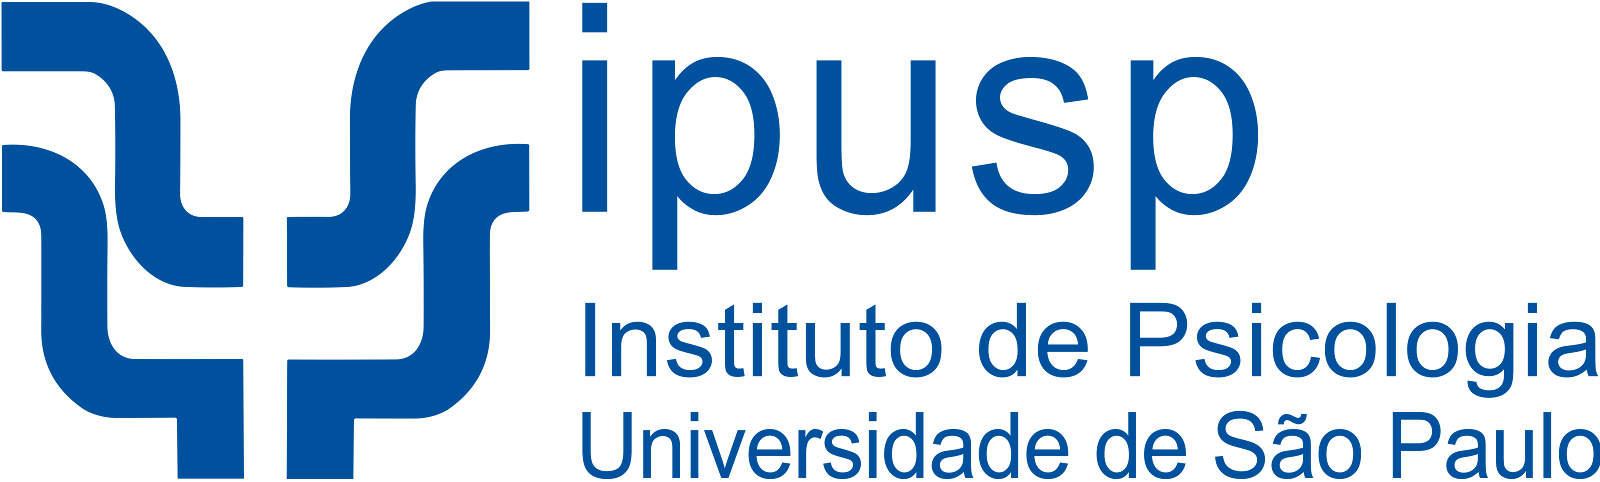 ipusp
Instituto de Psicologia
Universidade de São Paulo